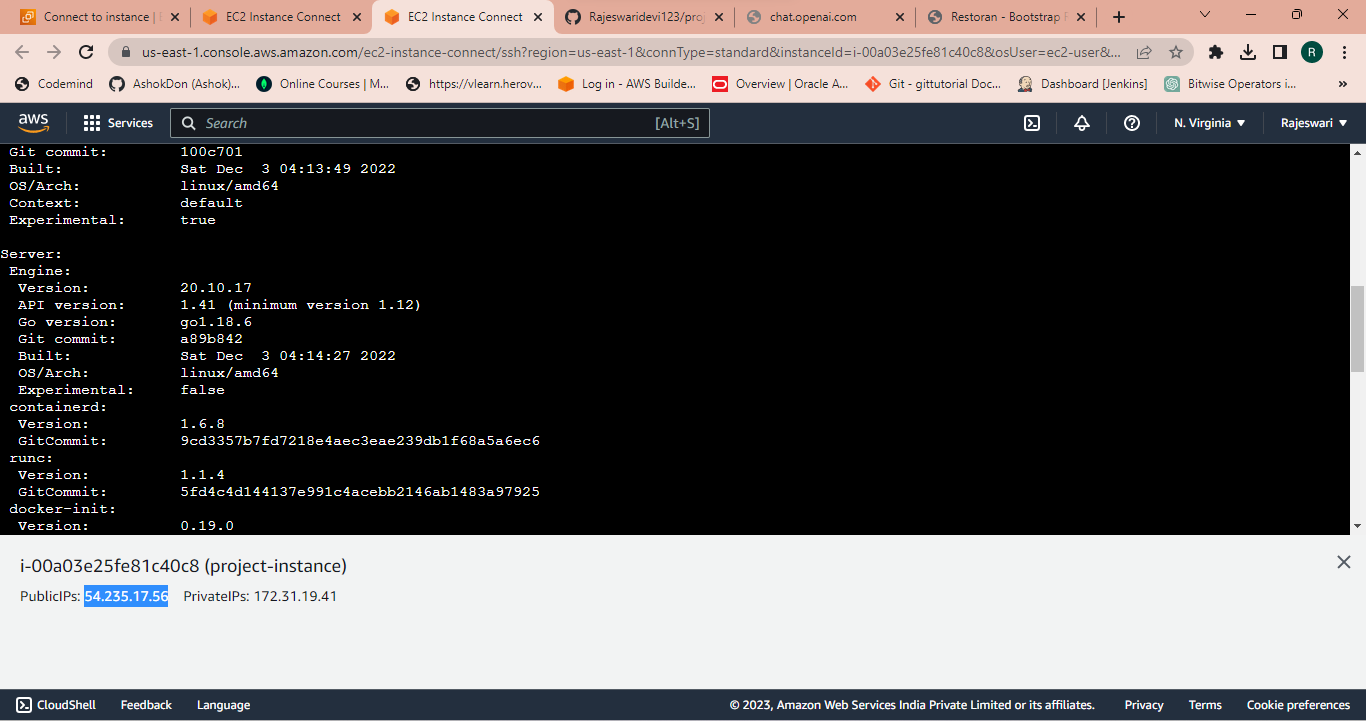 Connect to instance |
EC2 Instance Connect
EC2 Instance Connect
Rajeswaridevi123/proj
chat.openai.com
Restoran - Bootstrap
us-east-1.console.aws.amazon.com/ec2-instance-connect/ssh?region=us-east-1&connType=standard&instanceId=i-00a03e25fe81c40c8&osUser=ec2-user&...
R
Codemind
AshokDon (Ashok)...
Online Courses | M...
https://vlearn.herov...
Log in - AWS Builde...
Overview | Oracle A...
Git - gittutorial Doc...
Dashboard [Jenkins]
Bitwise Operators i...
»
aws
Services
Search
[Alt+S]
N. Virginia
Rajeswari
Git commit: 100c701
Built: Sat Dec  3 04:13:49 2022
OS/Arch: linux/amd64
Context: default
Experimental: true
Server:
Engine:
Version: 20.10.17
API version: 1.41 (minimum version 1.12)
Go version: go1.18.6
Git commit: a89b842
Built: Sat Dec  3 04:14:27 2022
OS/Arch: linux/amd64
Experimental: false
containerd:
Version: 1.6.8
GitCommit: 9cd3357b7fd7218e4aec3eae239db1f68a5a6ec6
runc:
Version: 1.1.4
GitCommit: 5fd4c4d144137e991c4acebb2146ab1483a97925
docker-init:
Version: 0.19.0
i-00a03e25fe81c40c8 (project-instance)
PublicIPs: 54.235.17.56 PrivateIPs: 172.31.19.41
CloudShell
Feedback
Language
© 2023, Amazon Web Services India Private Limited or its affiliates.
Privacy
Terms
Cookie preferences